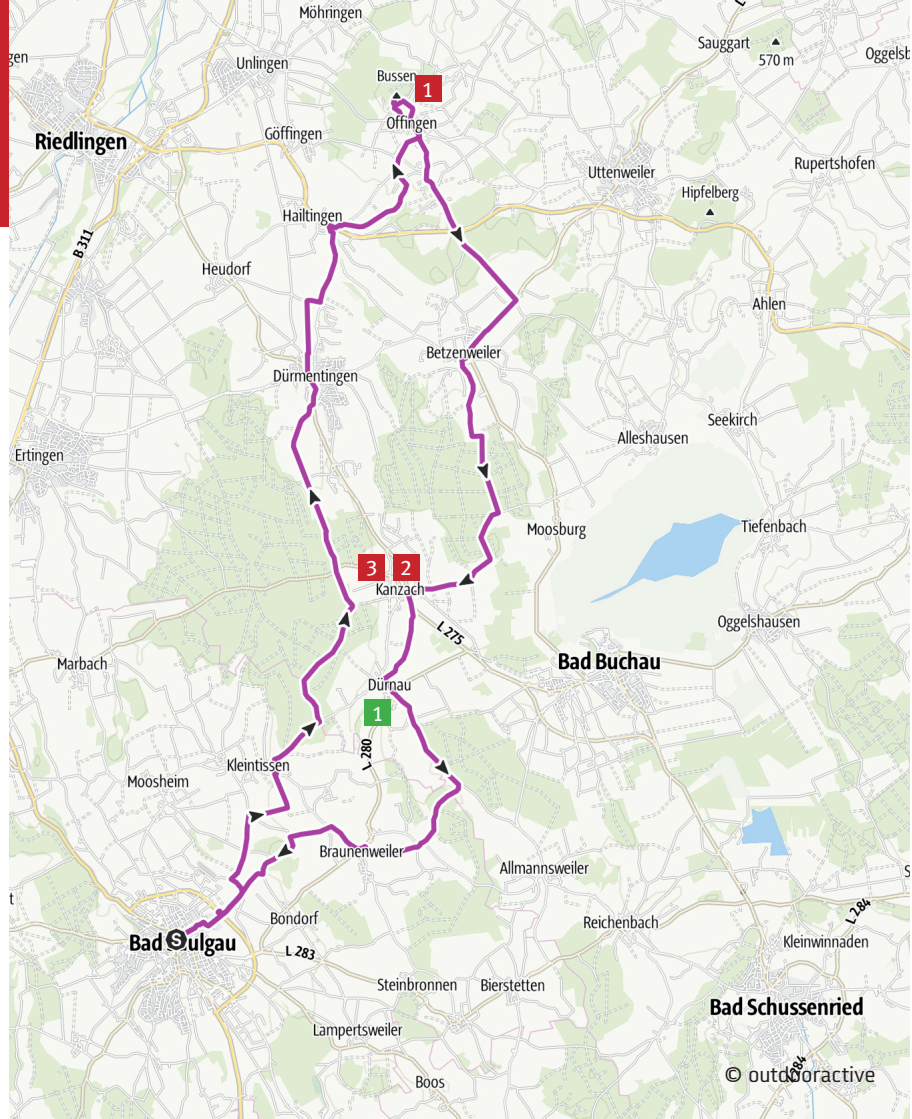 Möhringen
Sauggart
570 m
Oggelsb
gen
Unlingen
Bussen
1
Offingen
Göffingen
Riedlingen
Uttenweiler
Rupertshofen
Hipfelberg
Hailtingen
B 311
Heudorf
Ahlen
Betzenweiler
Dürmentingen
Seekirch
Alleshausen
Ertingen
Moosburg
Tiefenbach
3
2
Kanzach
L 275
Oggelshausen
Marbach
Bad Buchau
Dürnau
1
L 280
Kleintissen
Moosheim
Braunenweiler
Allmannsweiler
Bondorf
Reichenbach
L 284
Kleinwinnaden
S
Bad Saulgau
L 283
Steinbronnen
Bierstetten
Bad Schussenried
Lampertsweiler
L 284
© outdooractive
Boos